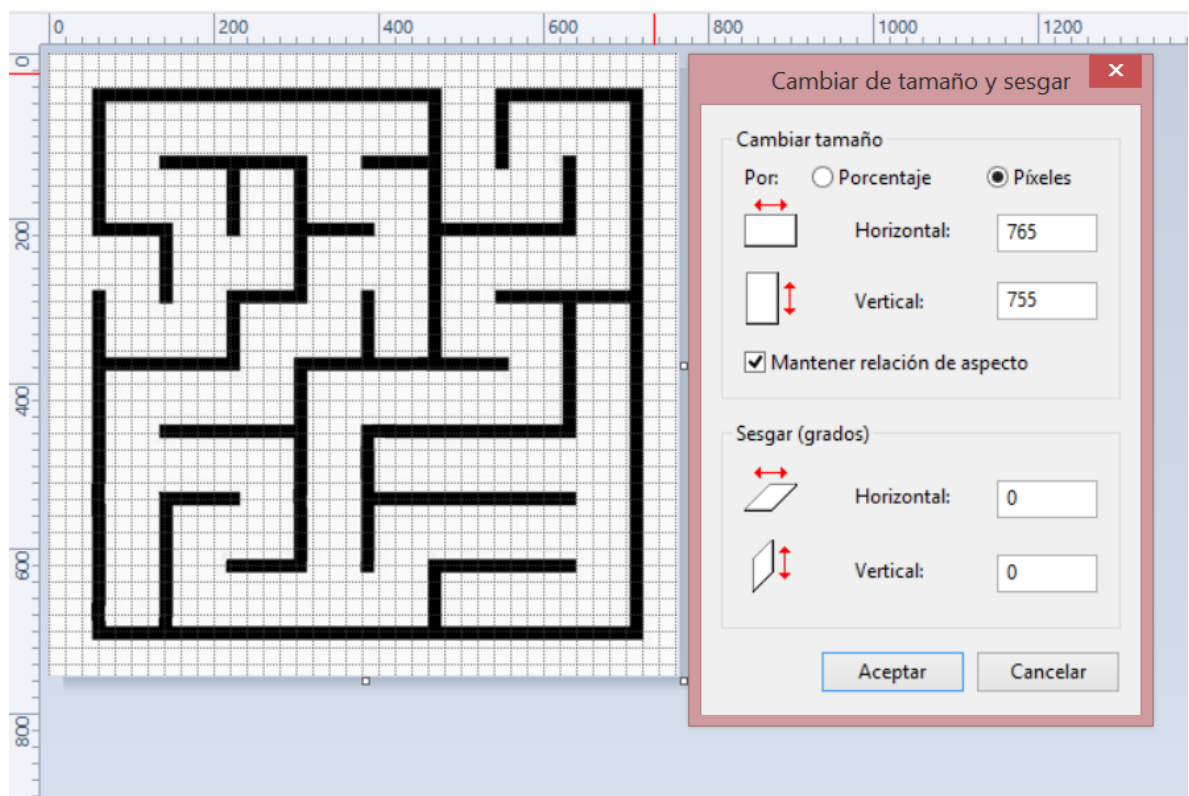 0 200 400 600 800 1000 1200
Cambiar de tamaño y sesgar
0
Cambiar tamaño
Por: Porcentaje Píxeles
200
Horizontal: 765
Vertical: 755
Mantener relación de aspecto
400
Sesgar (grados)
Horizontal: 0
600
Vertical: 0
Aceptar Cancelar
800